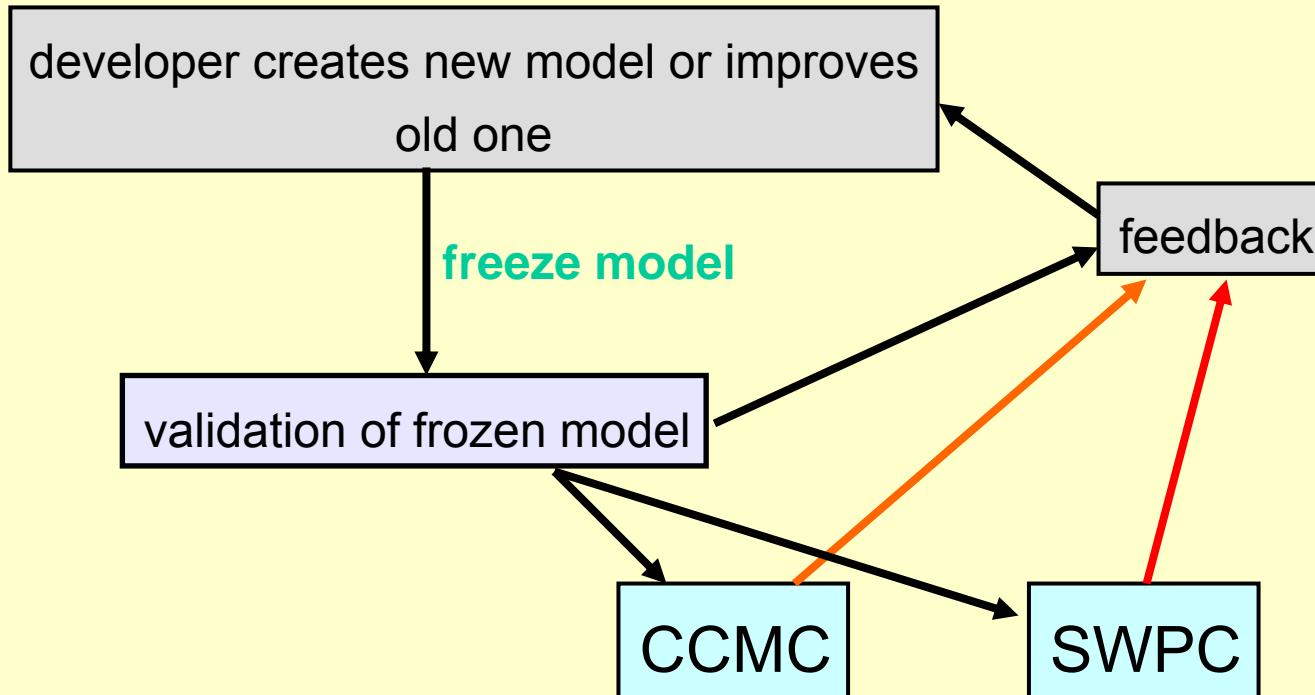 developer creates new model or improves
old one
feedback
freeze model
validation of frozen model
CCMC
SWPC